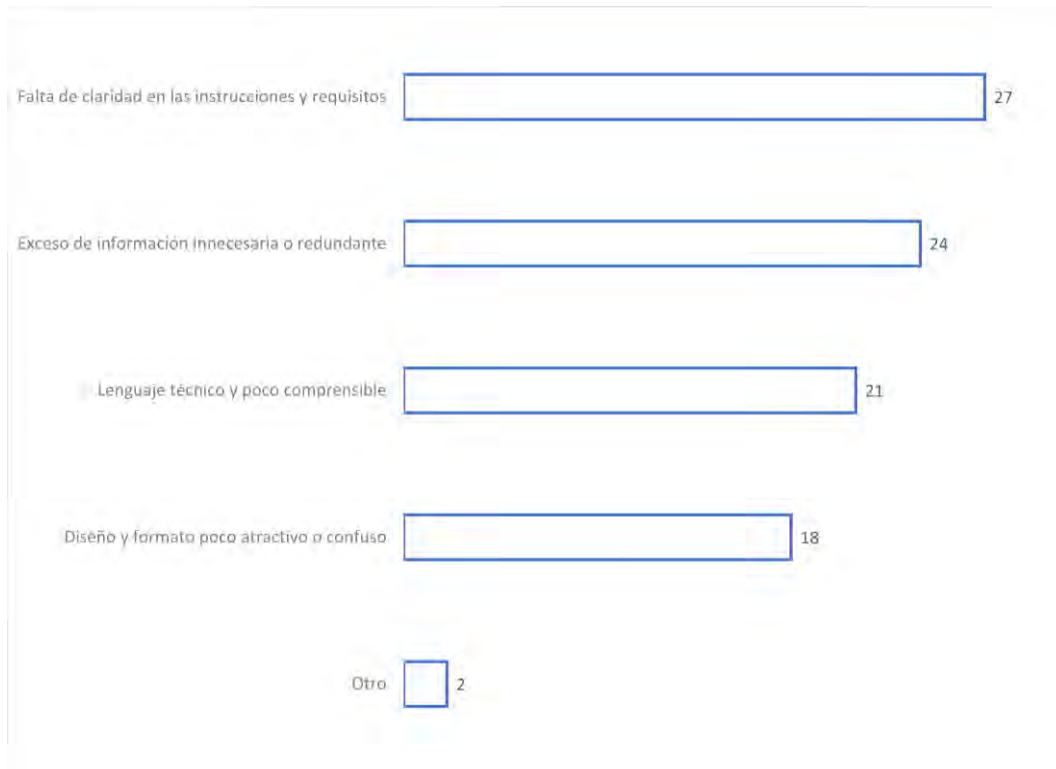 Falta de claridad en las instrucciones y requisitos 27
Exceso de información innecesaria o redundante 24
Lenguaje técnico y poco comprensible 21
Diseño y formato poco atractivo o confuso 18
Otro 2